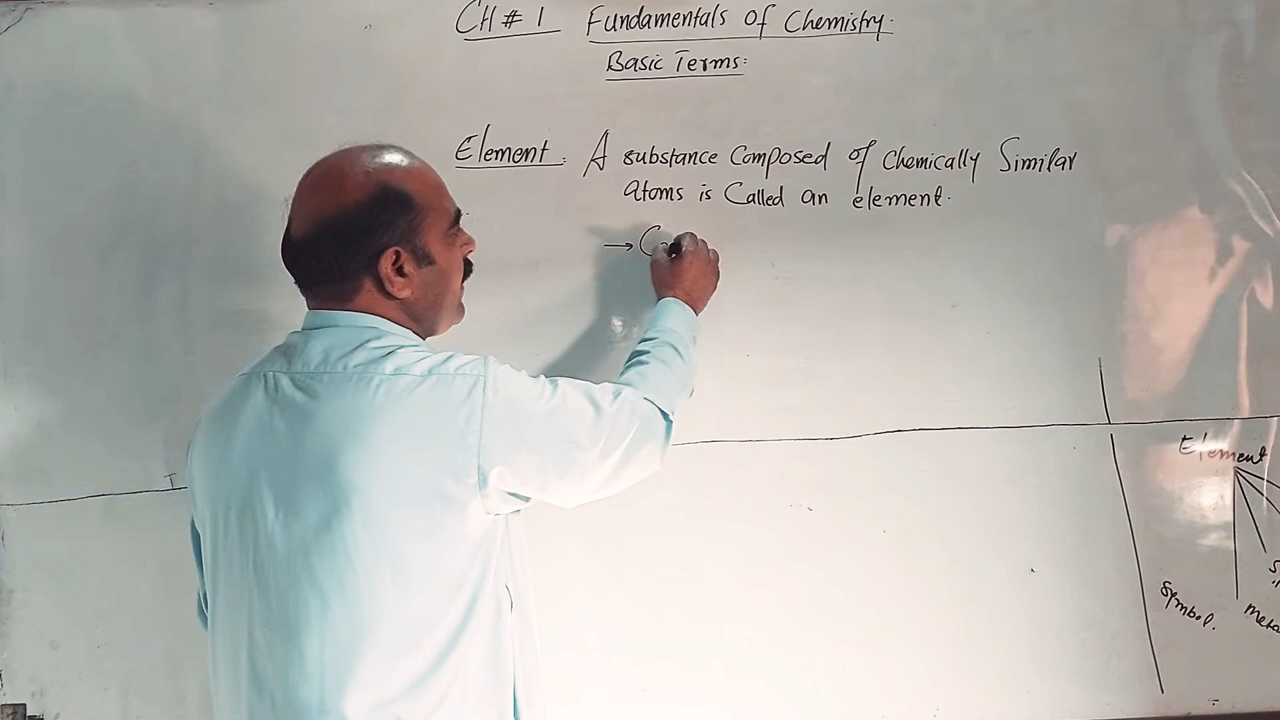 CH # 1 Fundamentals of Chemistry.
Basic Terms:
Element: A substance Composed of Chemically Similar
atoms is Called an element.
Element
Symbol.